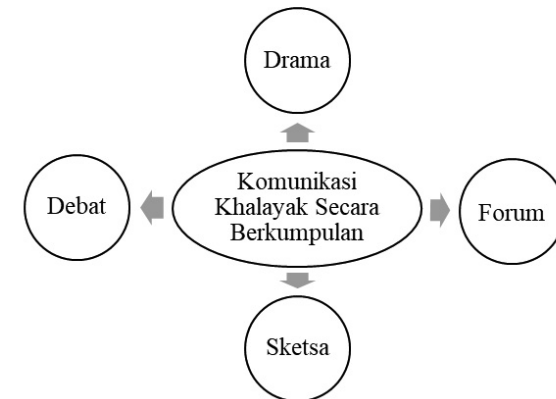 Drama
Debat
Komunikasi
Khalayak Secara
Berkumpulan
Forum
Sketsa